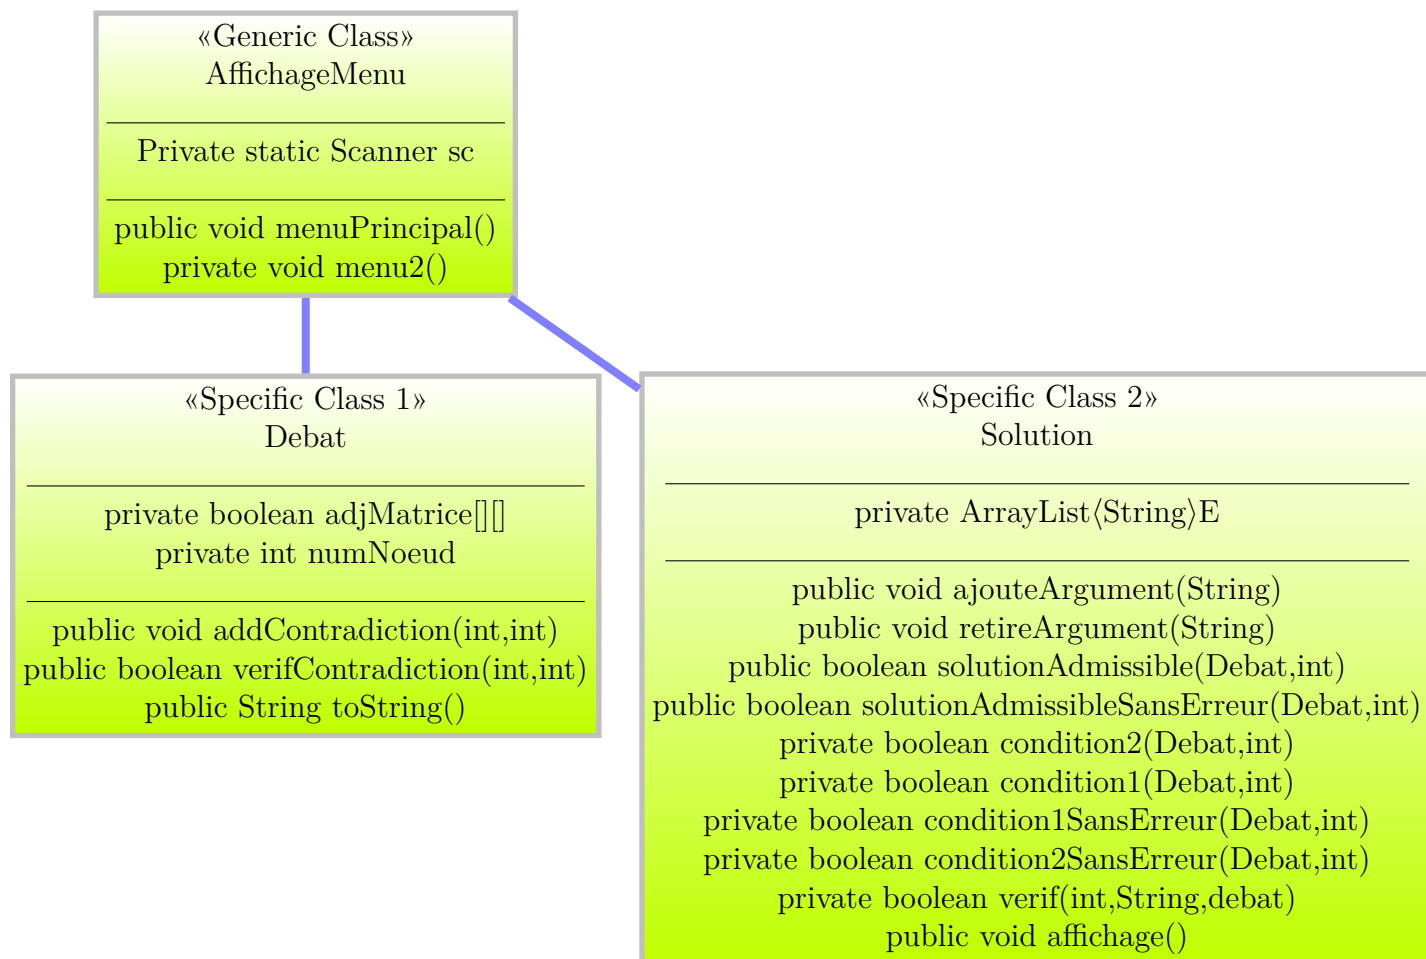 «Generic Class»
AffichageMenu
Private static Scanner sc
public void menuPrincipal()
private void menu2()
«Specific Class 1»
Debat
private boolean adjMatrice[][]
private int numNoeud
public void addContradiction(int,int)
public boolean verifContradiction(int,int)
public String toString()
«Specific Class 2»
Solution
private ArrayList⟨String⟩E
public void ajouteArgument(String)
public void retireArgument(String)
public boolean solutionAdmissible(Debat,int)
public boolean solutionAdmissibleSansErreur(Debat,int)
private boolean condition2(Debat,int)
private boolean condition1(Debat,int)
private boolean condition1SansErreur(Debat,int)
private boolean condition2SansErreur(Debat,int)
private boolean verif(int,String,debat)
public void affichage()